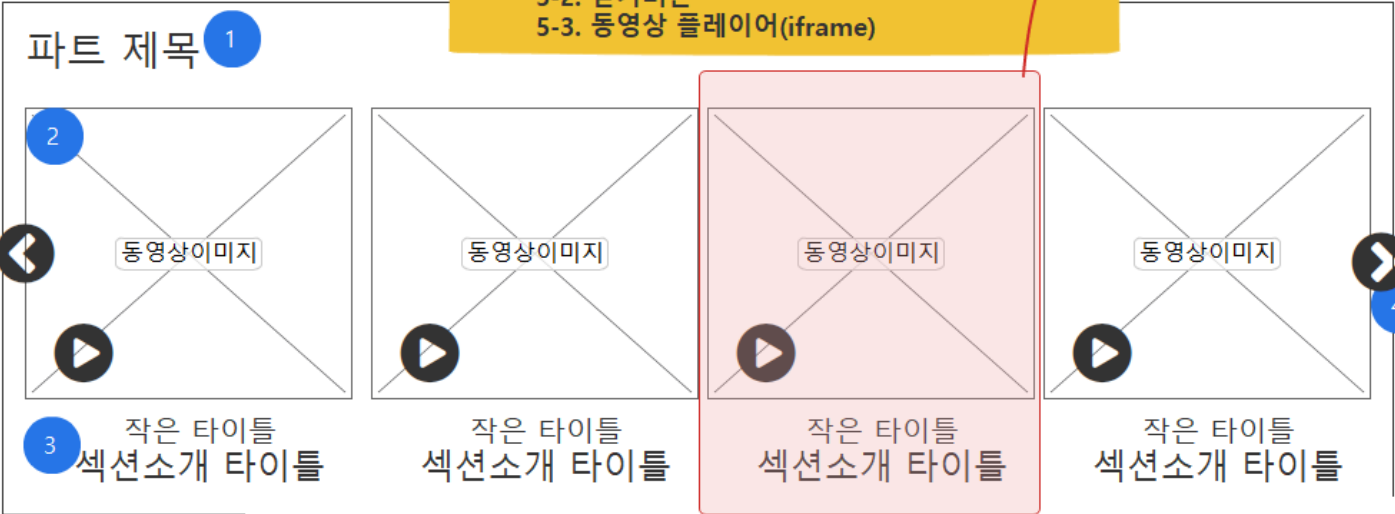 5-3. 동영상 플레이어(iframe)
파트 제목
1
2
동영상이미지
동영상이미지
동영상이미지
동영상이미지
3
작은 타이틀
섹션소개 타이틀
작은 타이틀
섹션소개 타이틀
작은 타이틀
섹션소개 타이틀
작은 타이틀
섹션소개 타이틀